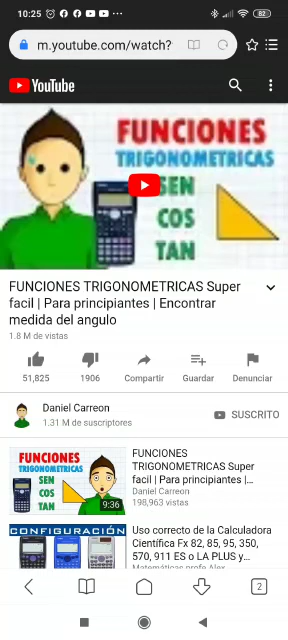 10:25
82
m.youtube.com/watch?
YouTube
FUNCIONES
TRIGONOMETRICAS
SEN
COS
TAN
FUNCIONES TRIGONOMETRICAS Super
facil | Para principiantes | Encontrar
medida del angulo
1.8 M de vistas
51,825
1906
Compartir
Guardar
Denunciar
Daniel Carreon
1.31 M de suscriptores
SUSCRITO
FUNCIONES
TRIGONOMETRICAS
SEN
COS
TAN
9:36
FUNCIONES
TRIGONOMETRICAS Super
facil | Para principiantes |...
Daniel Carreon
198,963 vistas
CONFIGURACIÓN
Uso correcto de la Calculadora
Científica Fx 82, 85, 95, 350,
570, 911 ES o LA PLUS y...
Matemáticas profe Alex
2